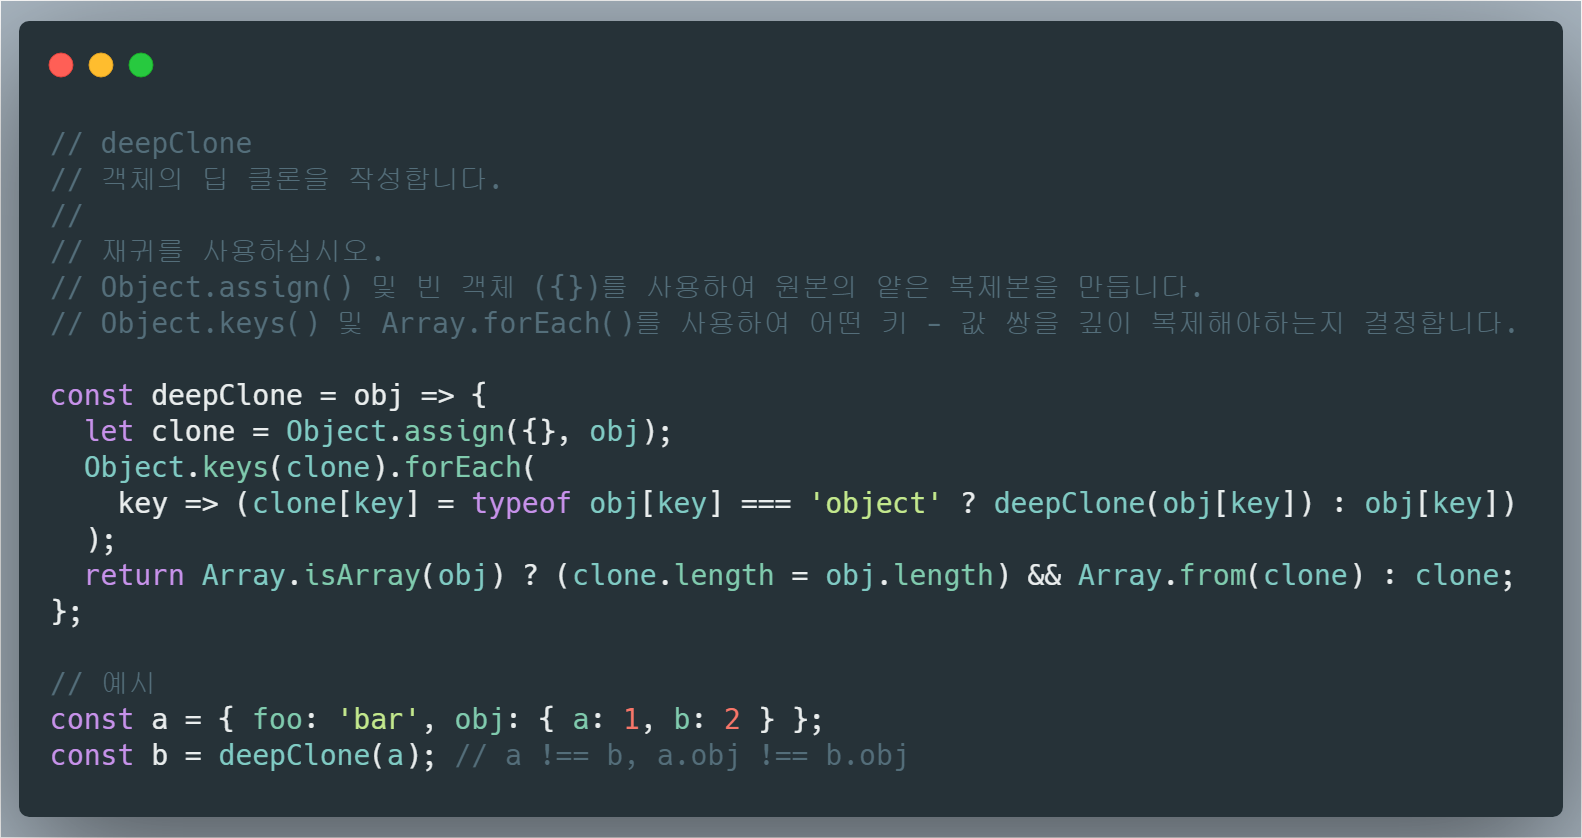 // deepClone
// 객체의 딥 클론을 작성합니다.
//
// 재귀를 사용하십시오.
// Object.assign() 및 빈 객체 ({})를 사용하여 원본의 얕은 복제본을 만듭니다.
// Object.keys() 및 Array.forEach()를 사용하여 어떤 키 - 값 쌍을 깊이 복제해야하는지 결정합니다.

const deepClone = obj => {
  let clone = Object.assign({}, obj);
  Object.keys(clone).forEach(
    key => (clone[key] = typeof obj[key] === 'object' ? deepClone(obj[key]) : obj[key])
  );
  return Array.isArray(obj) ? (clone.length = obj.length) && Array.from(clone) : clone;
};

// 예시
const a = { foo: 'bar', obj: { a: 1, b: 2 } };
const b = deepClone(a); // a !== b, a.obj !== b.obj